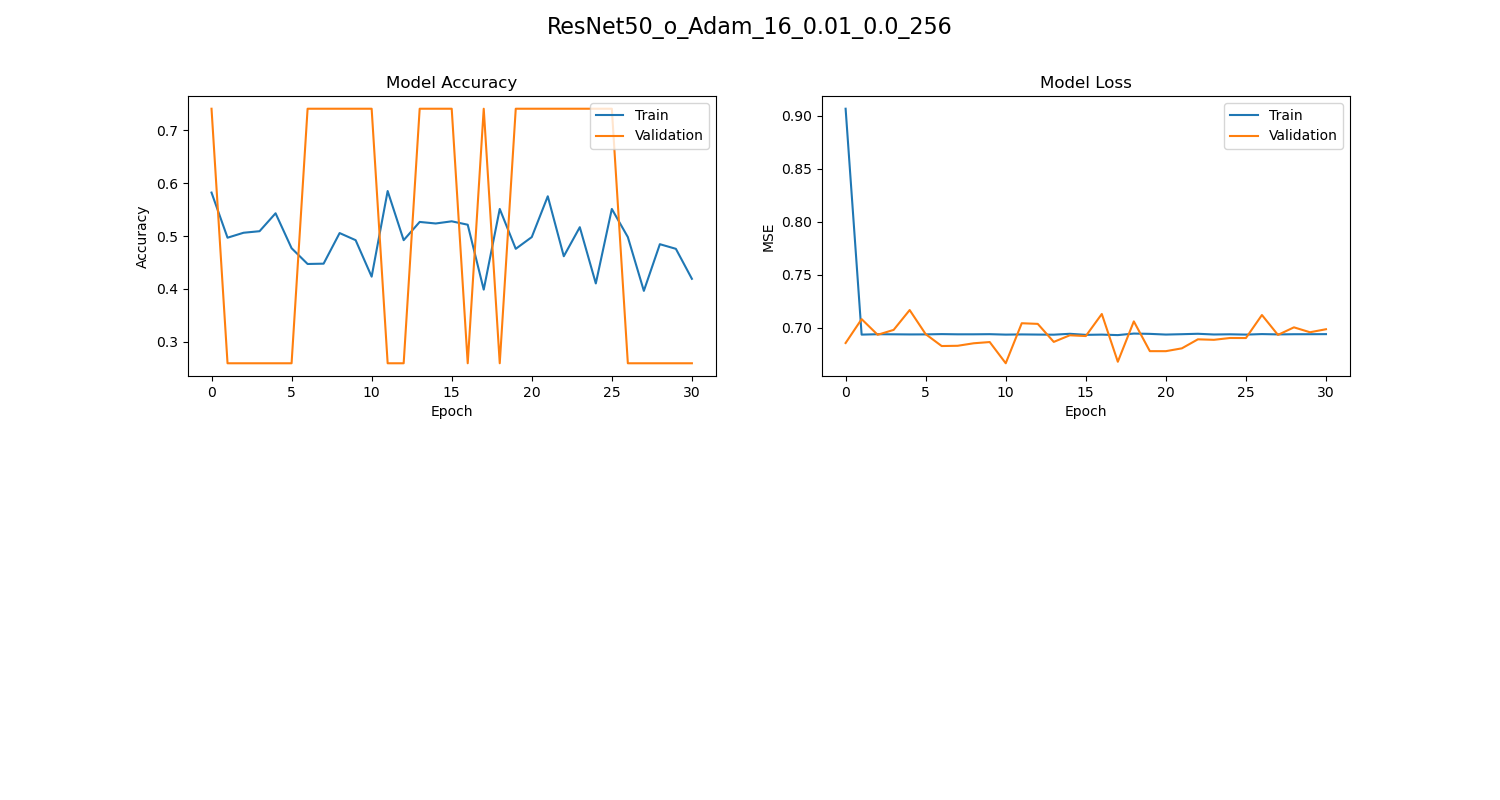 ResNet50_o_Adam_16_0.01_0.0_256
Model Accuracy
Train
Validation
Accuracy
0.7
0.6
0.5
0.4
0.3
0 5 10 15 20 25 30
Epoch
Model Loss
Train
Validation
MSE
0.90
0.85
0.80
0.75
0.70
0 5 10 15 20 25 30
Epoch